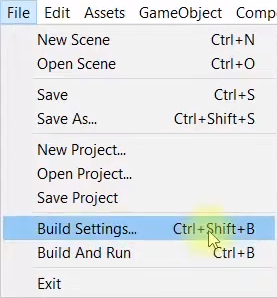 File Edit Assets GameObject Compo
New Scene Ctrl+N
Open Scene Ctrl+O
Save Ctrl+S
Save As... Ctrl+Shift+S
New Project...
Open Project...
Save Project
Build Settings... Ctrl+Shift+B
Build And Run Ctrl+B
Exit